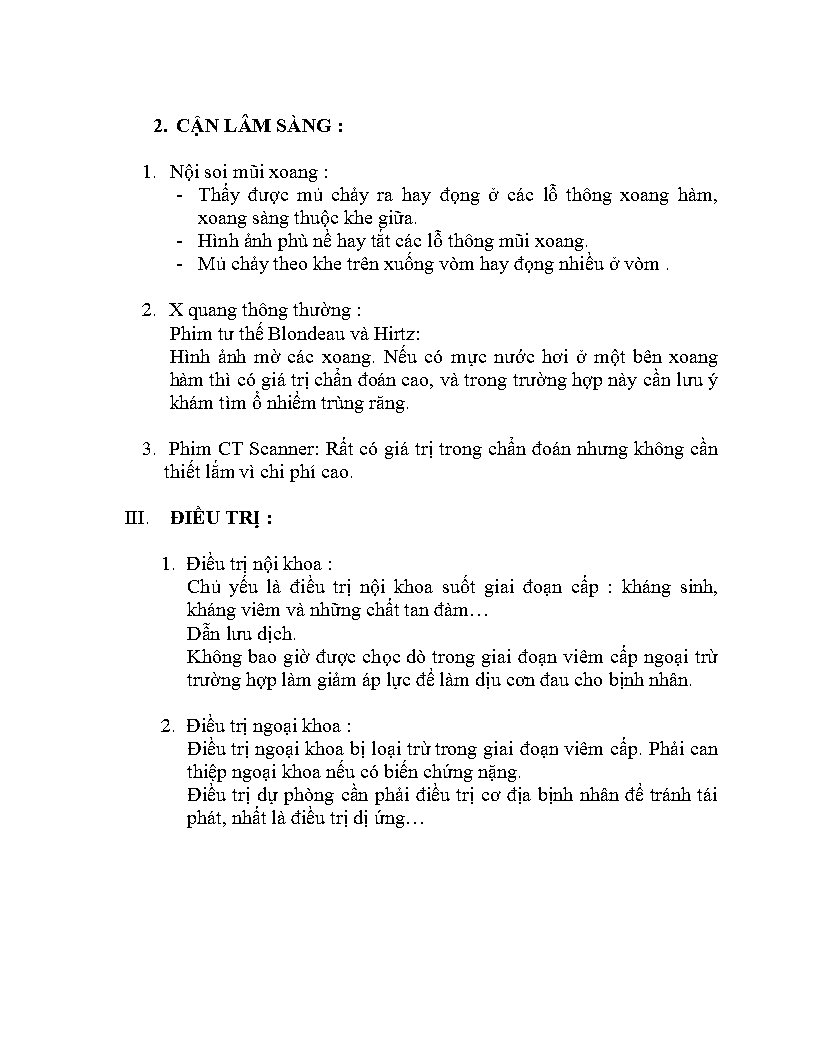 2. CẬN LÂM SÀNG :
1. Nội soi mũi xoang :
- Thấy được mủ chảy ra hay đọng ở các lỗ thông xoang hàm,
xoang sàng thuộc khe giữa.
- Hình ảnh phù nề hay tắt các lỗ thông mũi xoang.
- Mủ chảy theo khe trên xuống vòm hay đọng nhiều ở vòm .
2. X quang thông thường :
Phim tư thế Blondeau và Hirtz:
Hình ảnh mờ các xoang. Nếu có mực nước hơi ở một bên xoang
hàm thì có giá trị chẩn đoán cao, và trong trường hợp này cần lưu ý
khám tìm ổ nhiểm trùng răng.
3. Phim CT Scanner: Rất có giá trị trong chẩn đoán nhưng không cần
thiết lắm vì chi phí cao.
III. ĐIỀU TRỊ :
1. Điều trị nội khoa :
Chủ yếu là điều trị nội khoa suốt giai đoạn cấp : kháng sinh,
kháng viêm và những chất tan đàm…
Dẫn lưu dịch.
Không bao giờ được chọc dò trong giai đoạn viêm cấp ngoại trừ
trường hợp làm giảm áp lực để làm dịu cơn đau cho bịnh nhân.
2. Điều trị ngoại khoa :
Điều trị ngoại khoa bị loại trừ trong giai đoạn viêm cấp. Phải can
thiệp ngoại khoa nếu có biến chứng nặng.
Điều trị dự phòng cần phải điều trị cơ địa bịnh nhân để tránh tái
phát, nhất là điều trị dị ứng…